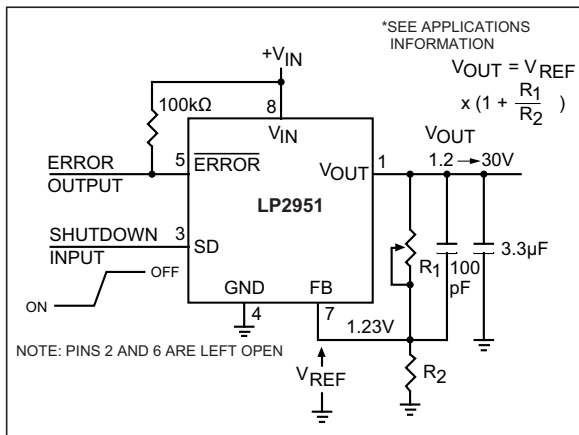 *SEE APPLICATIONS
INFORMATION
+VIN
VOUT = VREF
x (1 + R1
R2 )
100kΩ
8
VIN
VOUT
1.2 → 30V
ERROR
OUTPUT
5
ERROR
VOUT
1
LP2951
SHUTDOWN
INPUT
3
SD
R1
100
pF
3.3µF
OFF
ON
GND
FB
4
7
1.23V
NOTE: PINS 2 AND 6 ARE LEFT OPEN
VREF
R2